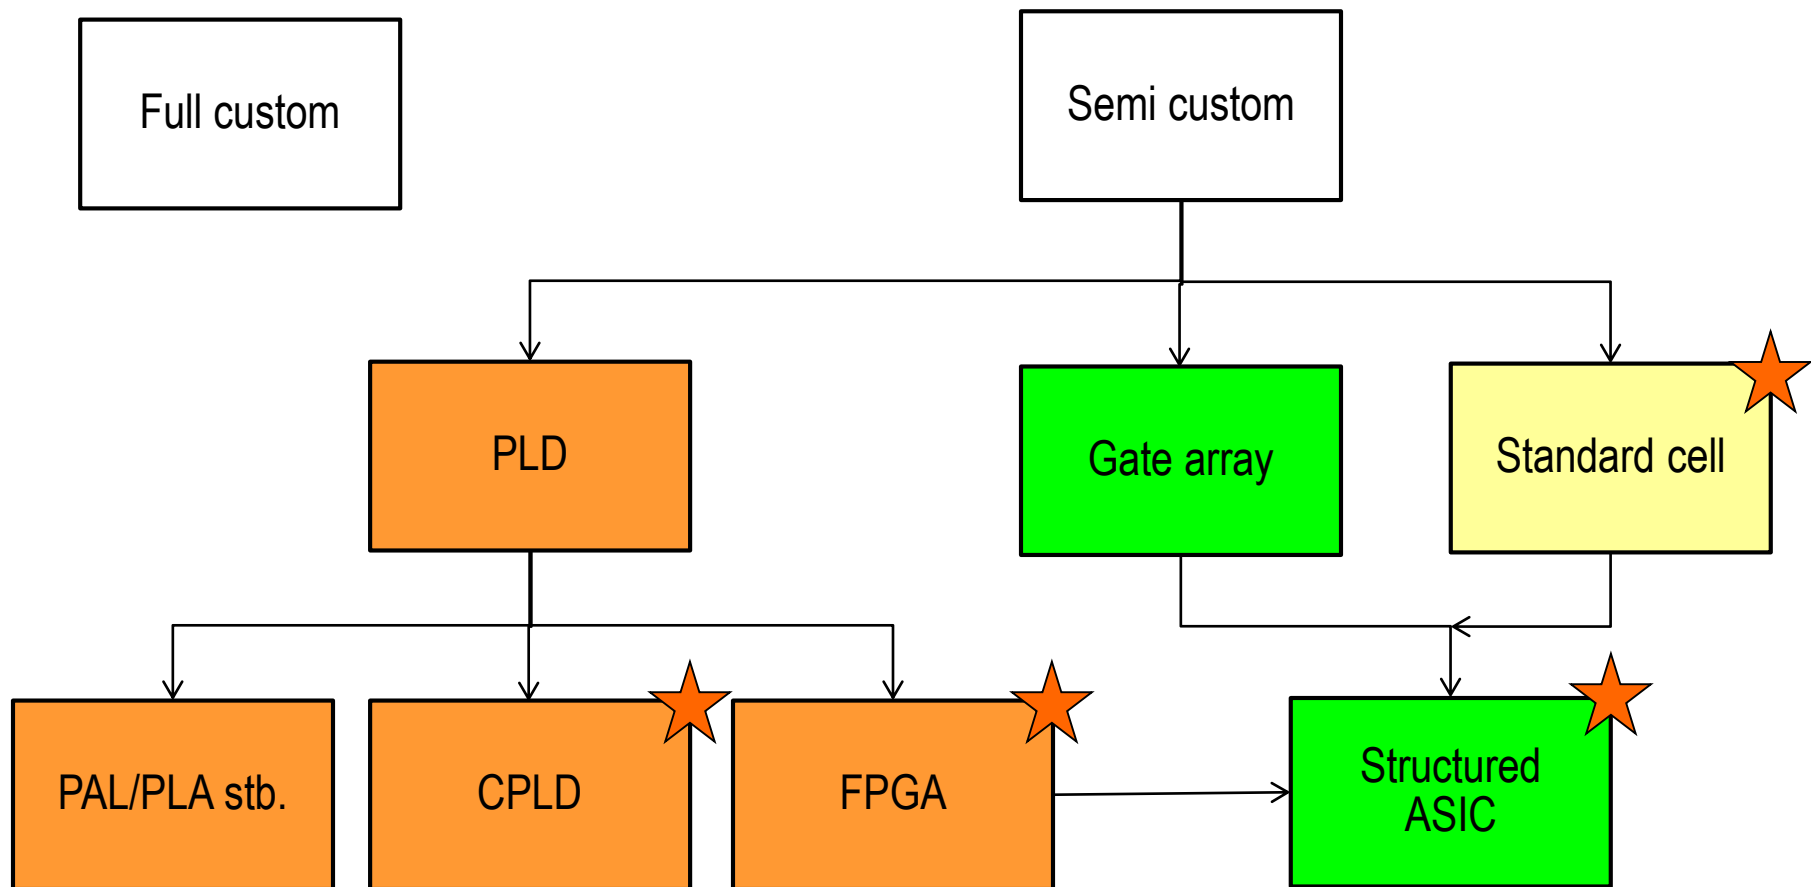 Full custom
Semi custom
PLD
Gate array
Standard cell
PAL/PLA stb.
CPLD
FPGA
Structured
ASIC